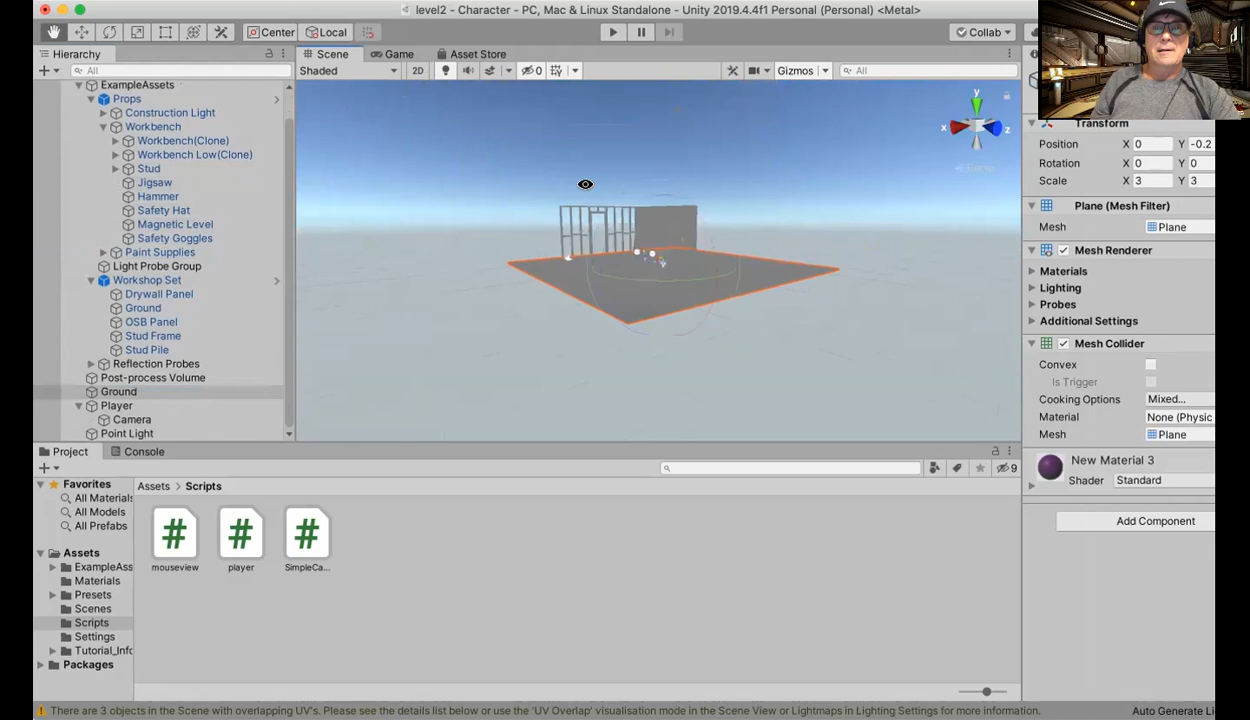 level2 - Character - PC, Mac & Linux Standalone - Unity 2019.4.4f1 Personal (Personal) <Metal>
Center
Local
Collab
Hierarchy
Scene
Game
Asset Store
All
Shaded
2D
0
Gizmos
All
ExampleAssets
Props
Construction Light
Workbench
Workbench(Clone)
Workbench Low(Clone)
Stud
Jigsaw
Hammer
Safety Hat
Magnetic Level
Safety Goggles
Paint Supplies
Light Probe Group
Workshop Set
Drywall Panel
Ground
OSB Panel
Stud Frame
Stud Pile
Reflection Probes
Post-process Volume
Ground
Player
Camera
Point Light
y
x
z
Persp
Transform
Position X 0 Y -0.2
Rotation X 0 Y 0
Scale X 3 Y 3
Plane (Mesh Filter)
Mesh Plane
Mesh Renderer
Materials
Lighting
Probes
Additional Settings
Mesh Collider
Convex
Is Trigger
Cooking Options Mixed...
Material None (Physic
Mesh Plane
New Material 3
Shader Standard
Add Component
Project
Console
9
Favorites
All Materials
All Models
All Prefabs
Assets
ExampleAss
Materials
Presets
Scenes
Scripts
Settings
Tutorial_Info
Packages
Assets > Scripts
# # #
mouseview player SimpleCa...
There are 3 objects in the Scene with overlapping UV's. Please see the details list below or use the 'UV Overlap' visualisation mode in the Scene View or Lightmaps in Lighting Settings for more information.
Auto Generate Li